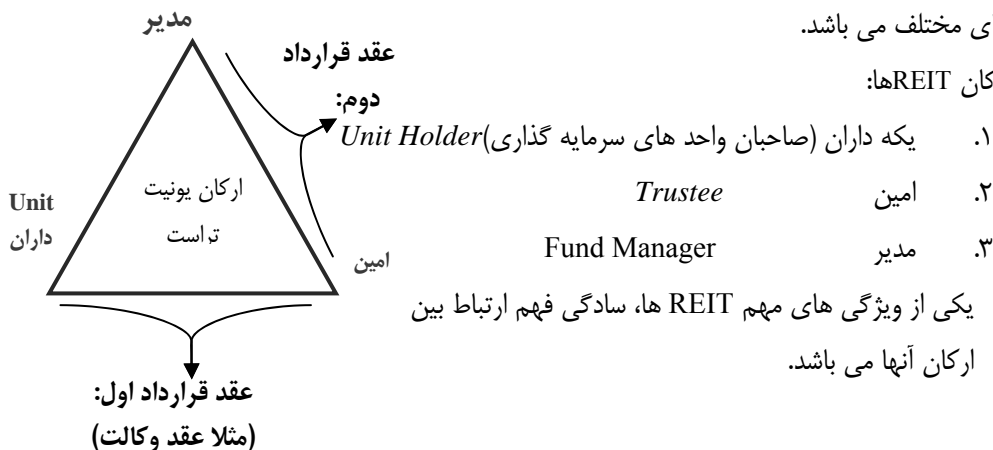 ی مختلف می باشد.
کان REITها:
۱. یکه داران (صاحبان واحد های سرمایه گذاری)Unit Holder
۲. امین Trustee
۳. مدیر Fund Manager
یکی از ویژگی های مهم REIT ها، سادگی فهم ارتباط بین
ارکان آنها می باشد.
مدیر
عقد قرارداد
دوم:
ارکان یونیت
تراست
Unit
داران
امین
عقد قرارداد اول:
(مثلا عقد وکالت)